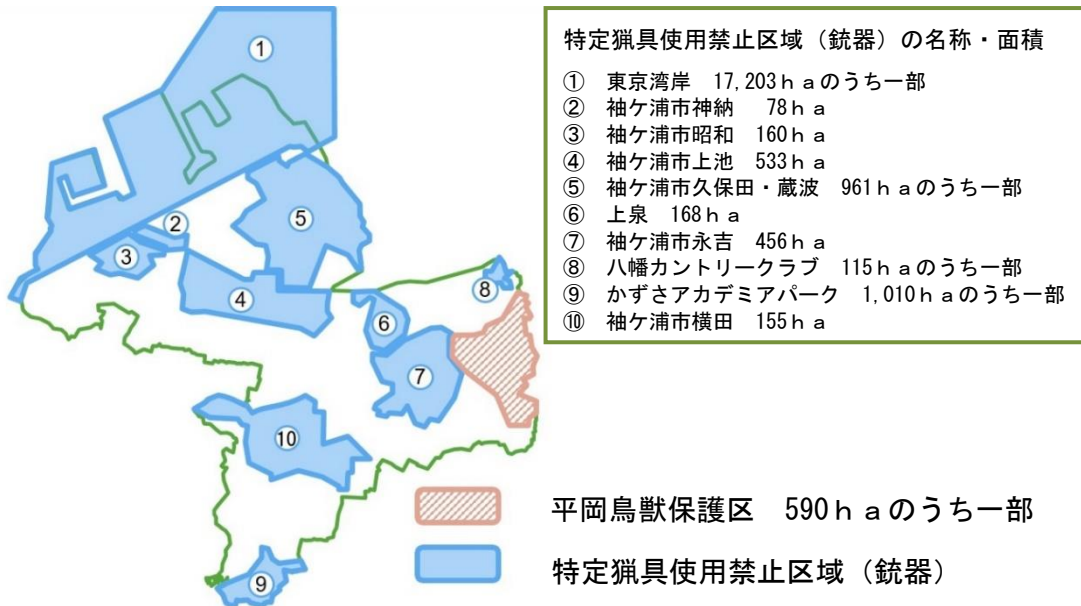 特定猟具使用禁止区域（銃器）の名称・面積
① 東京湾岸　17,203ｈａのうち一部
② 袖ケ浦市神納　78ｈａ
③ 袖ケ浦市昭和　160ｈａ
④ 袖ケ浦市上池　533ｈａ
⑤ 袖ケ浦市久保田・蔵波　961ｈａのうち一部
⑥ 上泉　168ｈａ
⑦ 袖ケ浦市永吉　456ｈａ
⑧ 八幡カントリークラブ　115ｈａのうち一部
⑨ かずさアカデミアパーク　1,010ｈａのうち一部
⑩ 袖ケ浦市横田　155ｈａ
①
②
③
④
⑤
⑥
⑦
⑧
⑩
⑨
平岡鳥獣保護区　590ｈａのうち一部
特定猟具使用禁止区域（銃器）